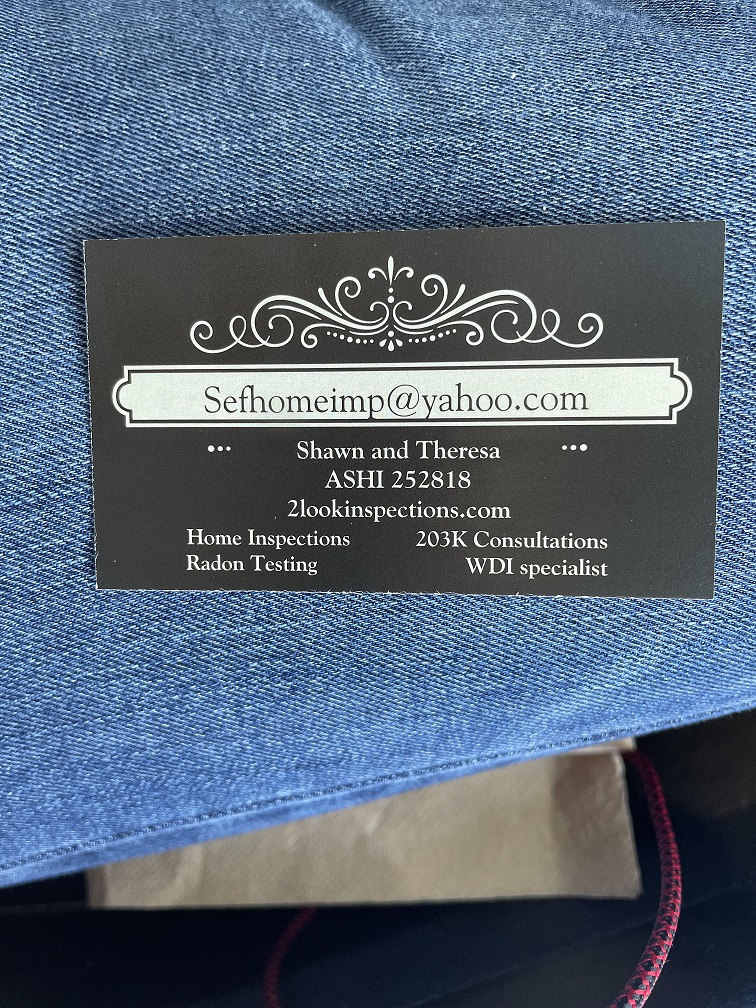 Sefhomeimp@yahoo.com
Shawn and Theresa
ASHI 252818
2lookinspections.com
Home Inspections 203K Consultations
Radon Testing WDI specialist